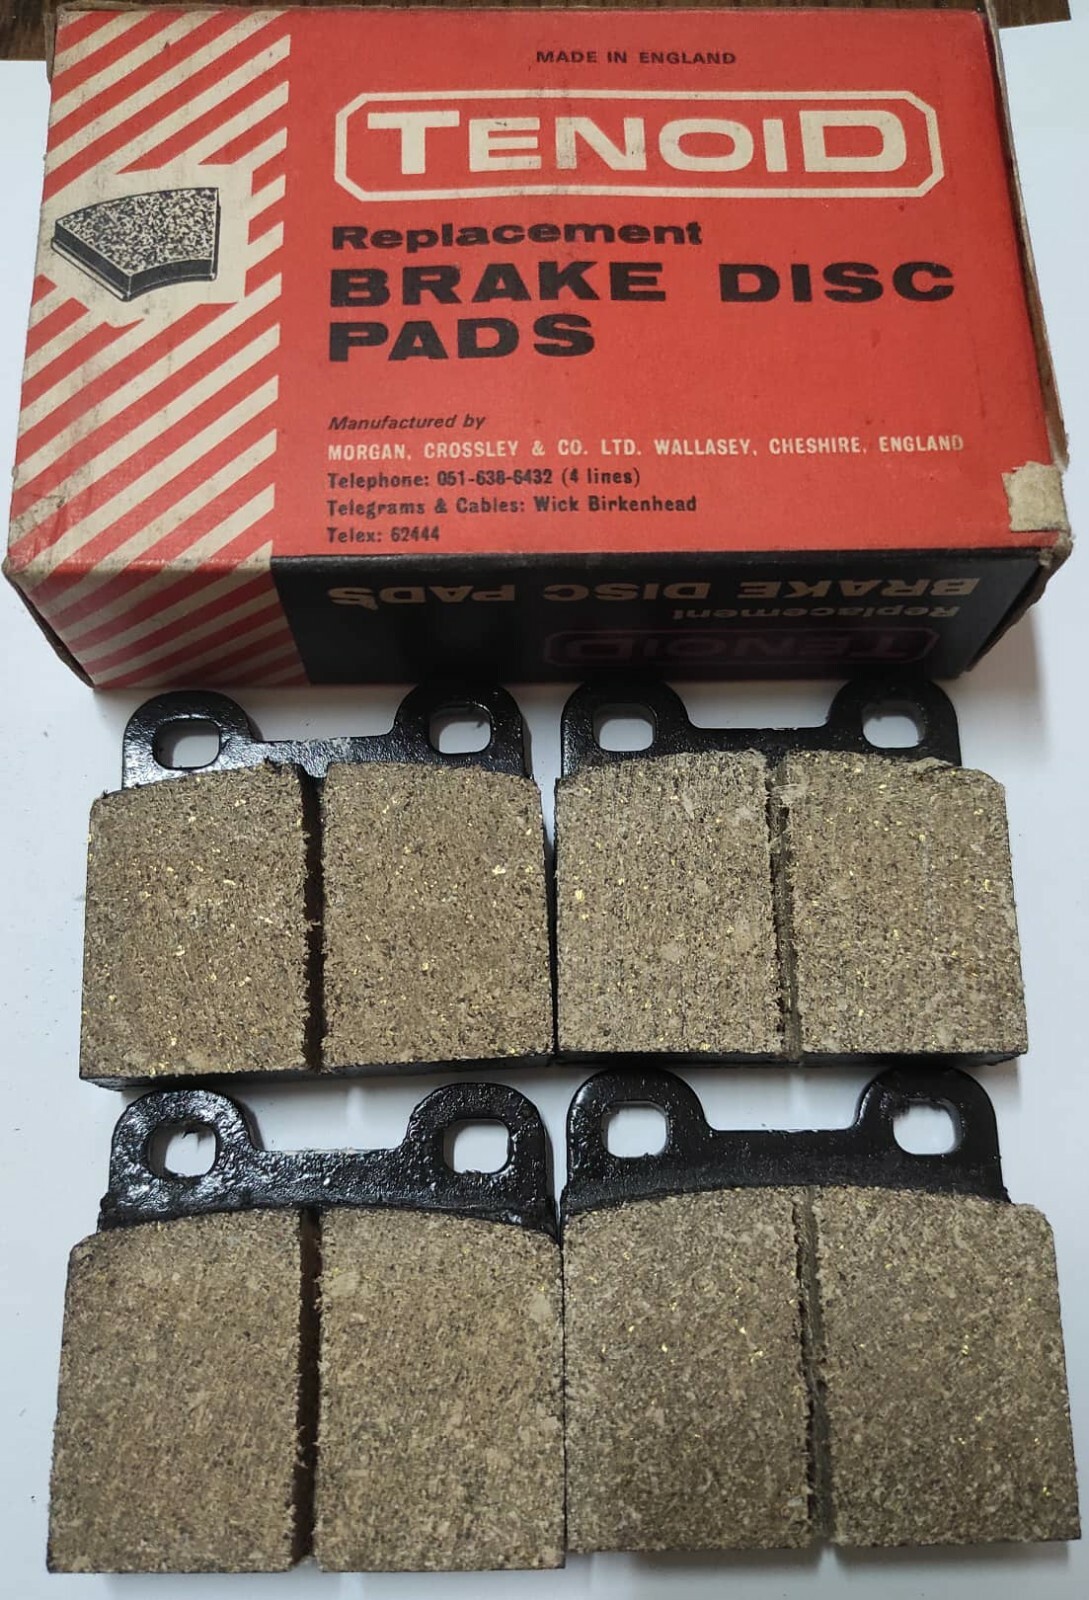 MADE IN ENGLAND
TENOID
Replacement
BRAKE DISC
PADS
Manufactured by
MORGAN, CROSSLEY & CO. LTD. WALLASEY, CHESHIRE, ENGLAND
Telephone: 051-638-6432 (4 lines)
Telegrams & Cables: Wick Birkenhead
Telex: 62444
TENOID
Replacement
BRAKE DISC PADS